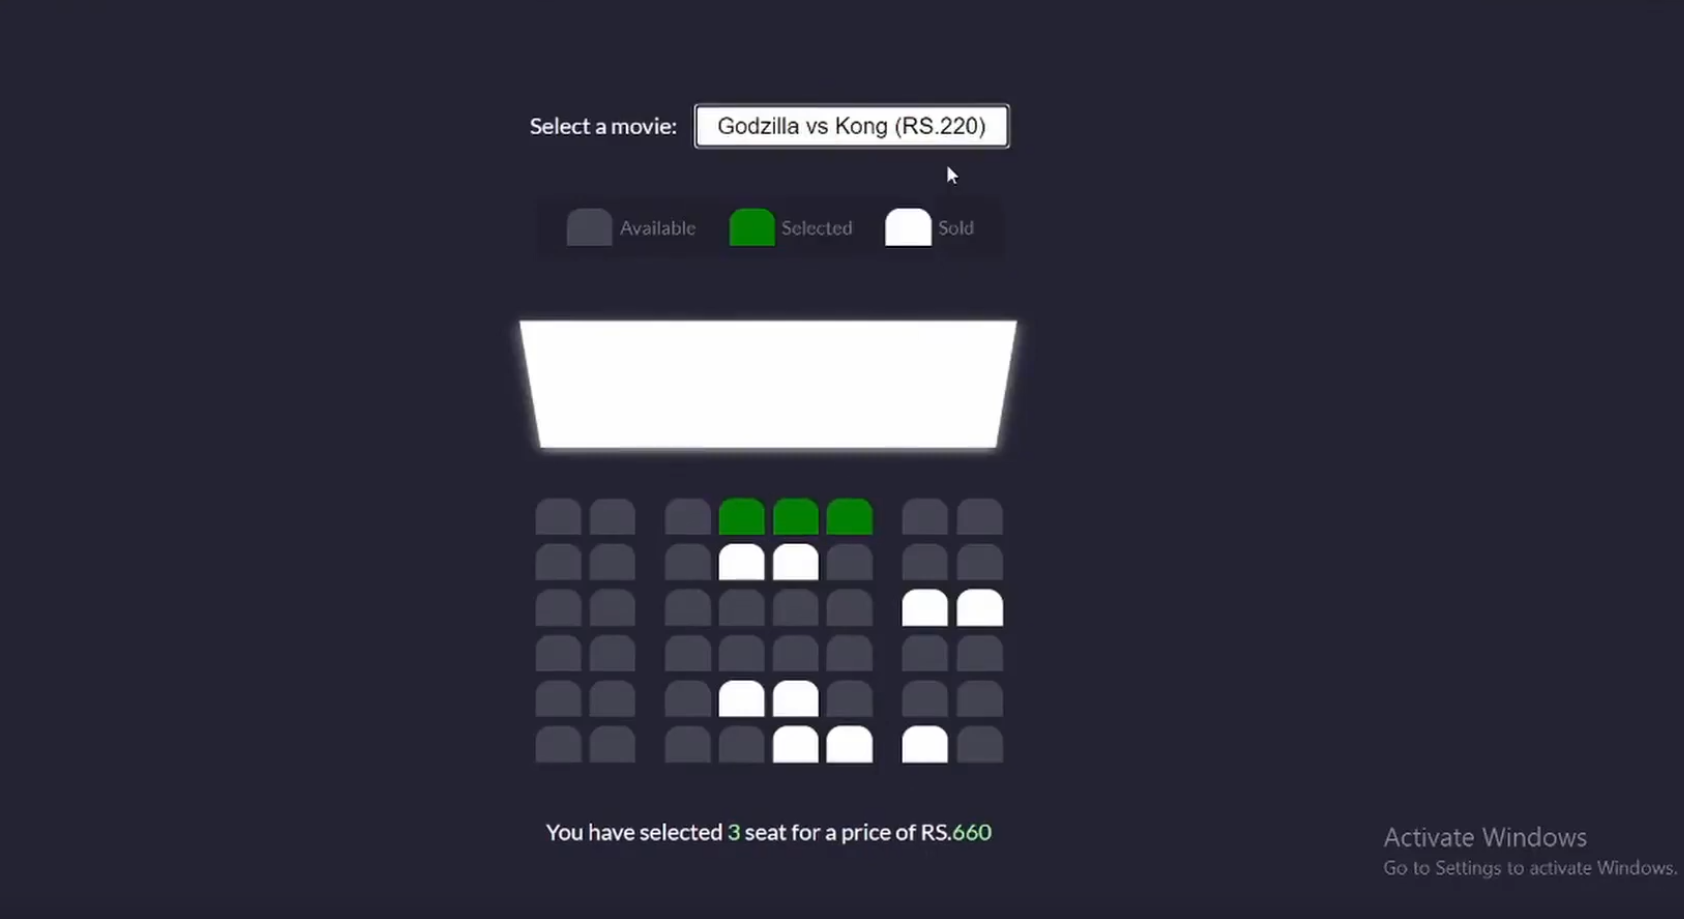 Select a movie: Godzilla vs Kong (RS.220)
Available Selected Sold
You have selected 3 seat for a price of RS.660
Activate Windows
Go to Settings to activate Windows.